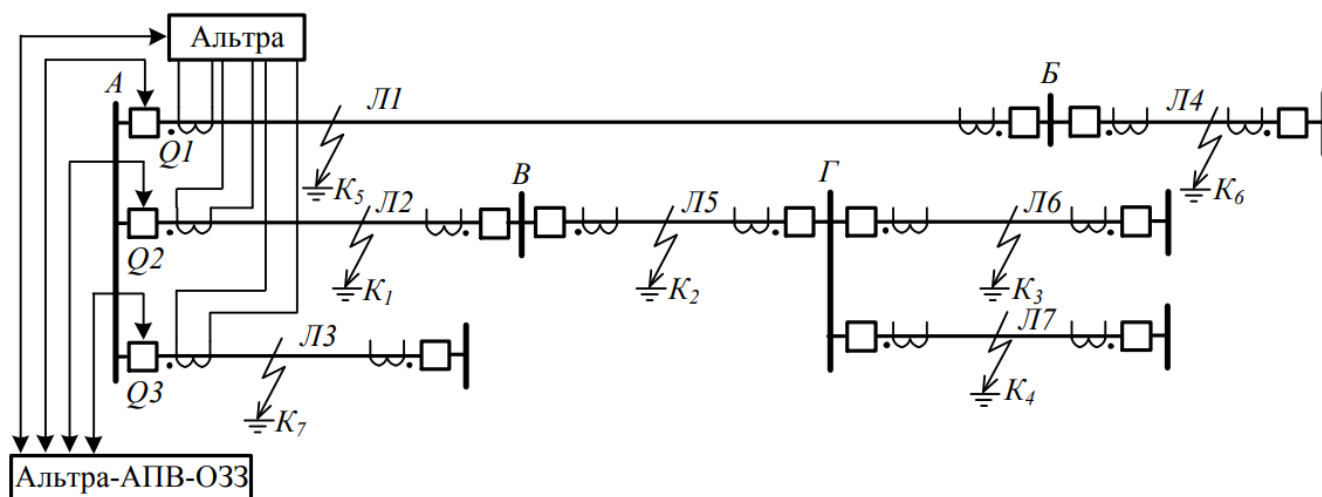 Альтра
А
Б
Л1
Л4
Q1
К5
К6
В
Г
Л2
Л5
Л6
Q2
К1
К2
К3
Л7
Л3
Q3
К4
К7
Альтра-АПВ-ОЗЗ